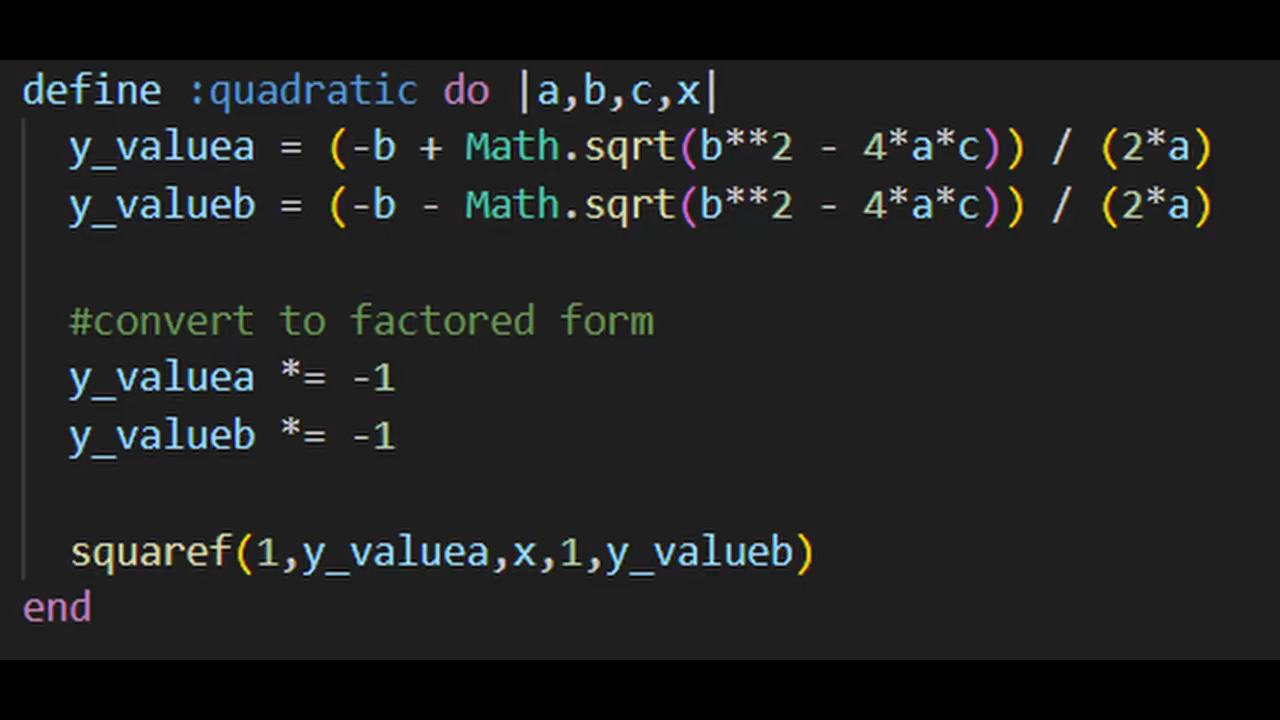 define :quadratic do |a,b,c,x|
y_valuea = (-b + Math.sqrt(b**2 - 4*a*c)) / (2*a)
y_valueb = (-b - Math.sqrt(b**2 - 4*a*c)) / (2*a)
#convert to factored form
y_valuea *= -1
y_valueb *= -1
squaref(1,y_valuea,x,1,y_valueb)
end